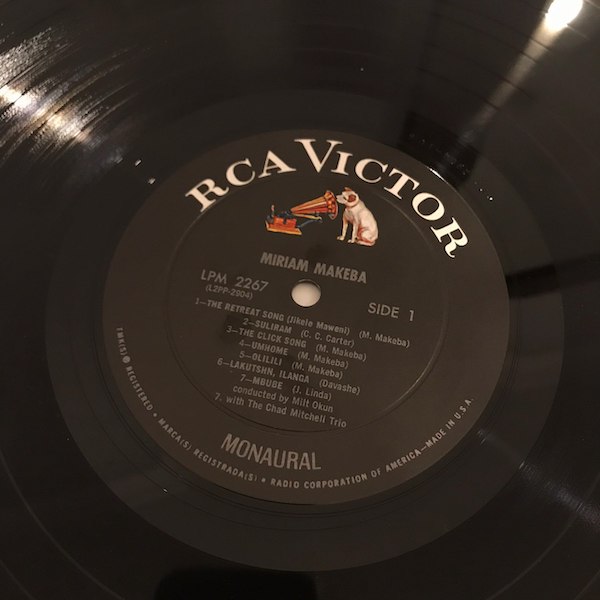 RCA VICTOR
MIRIAM MAKEBA
LPM 2267
(L2PP-2904)
SIDE 1
1—THE RETREAT SONG (Jikele Maweni) (M. Makeba)
2—SULIRAM (C. C. Carter)
3—THE CLICK SONG (M. Makeba)
4—UMHOME (M. Makeba)
5—OLILILI (M. Makeba)
6—LAKUTSHN, ILANGA (Davashe)
7—MBUBE (J. Linda)
conducted by Milt Okun
7. with The Chad Mitchell Trio
MONAURAL
TMK(S) ® REGISTERED • MARCA(S) REGISTRADA(S) • RADIO CORPORATION OF AMERICA—MADE IN U.S.A.